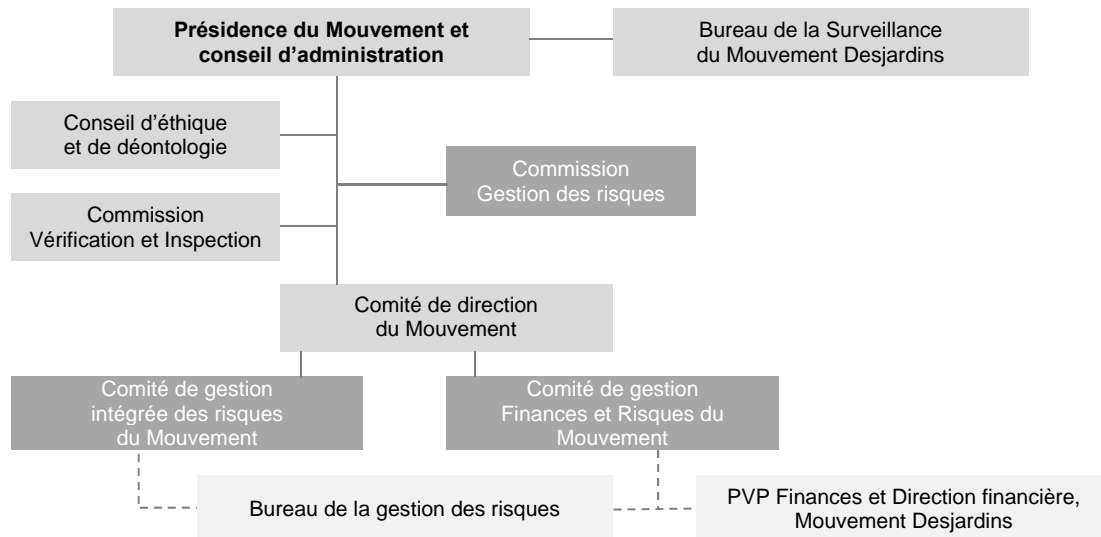 Présidence du Mouvement et
conseil d’administration
Bureau de la Surveillance
du Mouvement Desjardins
Conseil d’éthique
et de déontologie
Commission
Gestion des risques
Commission
Vérification et Inspection
Comité de direction
du Mouvement
Comité de gestion
intégrée des risques
du Mouvement
Comité de gestion
Finances et Risques du
Mouvement
Bureau de la gestion des risques
PVP Finances et Direction financière,
Mouvement Desjardins